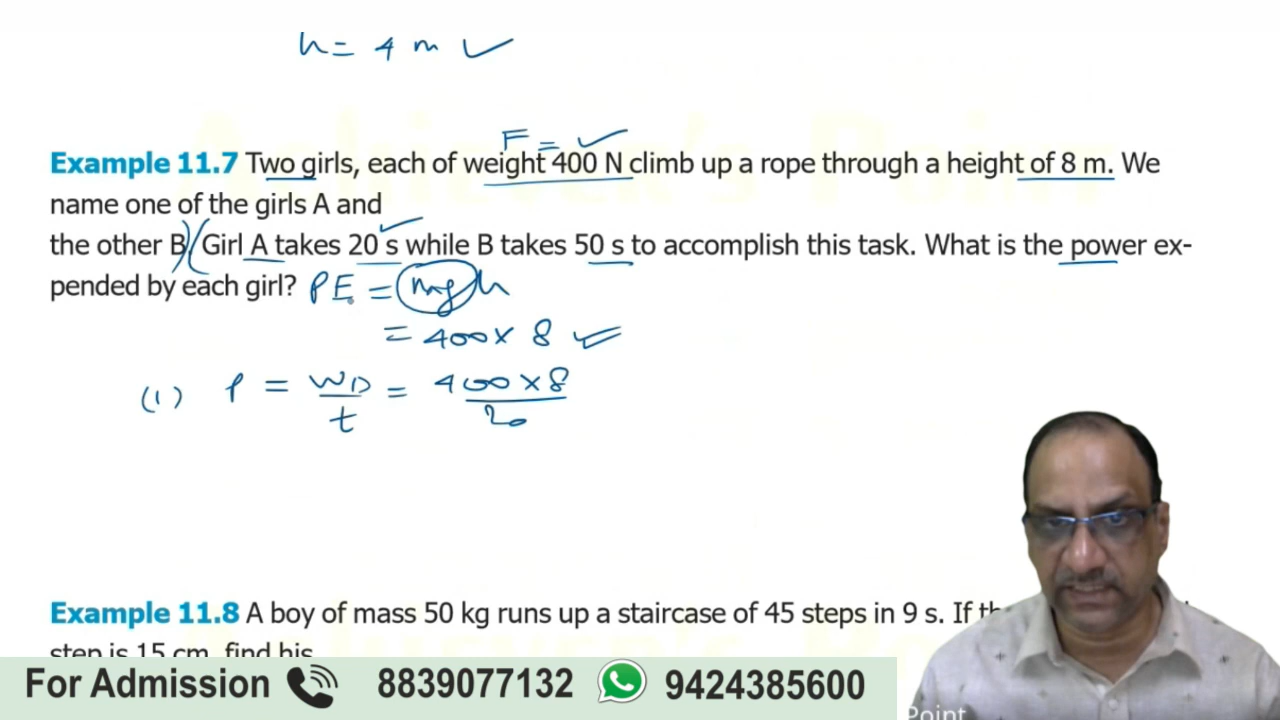 h = 4 m ✓
F = ✓
Example 11.7 Two girls, each of weight 400 N climb up a rope through a height of 8 m. We
name one of the girls A and
the other B. Girl A takes 20 s while B takes 50 s to accomplish this task. What is the power ex-
pended by each girl? PE = mgh
= 400 × 8 ✓
(1) P = WD/t = 400 × 8/20
Example 11.8 A boy of mass 50 kg runs up a staircase of 45 steps in 9 s. If
step is 15 cm, find his
For Admission 8839077132 9424385600
Point